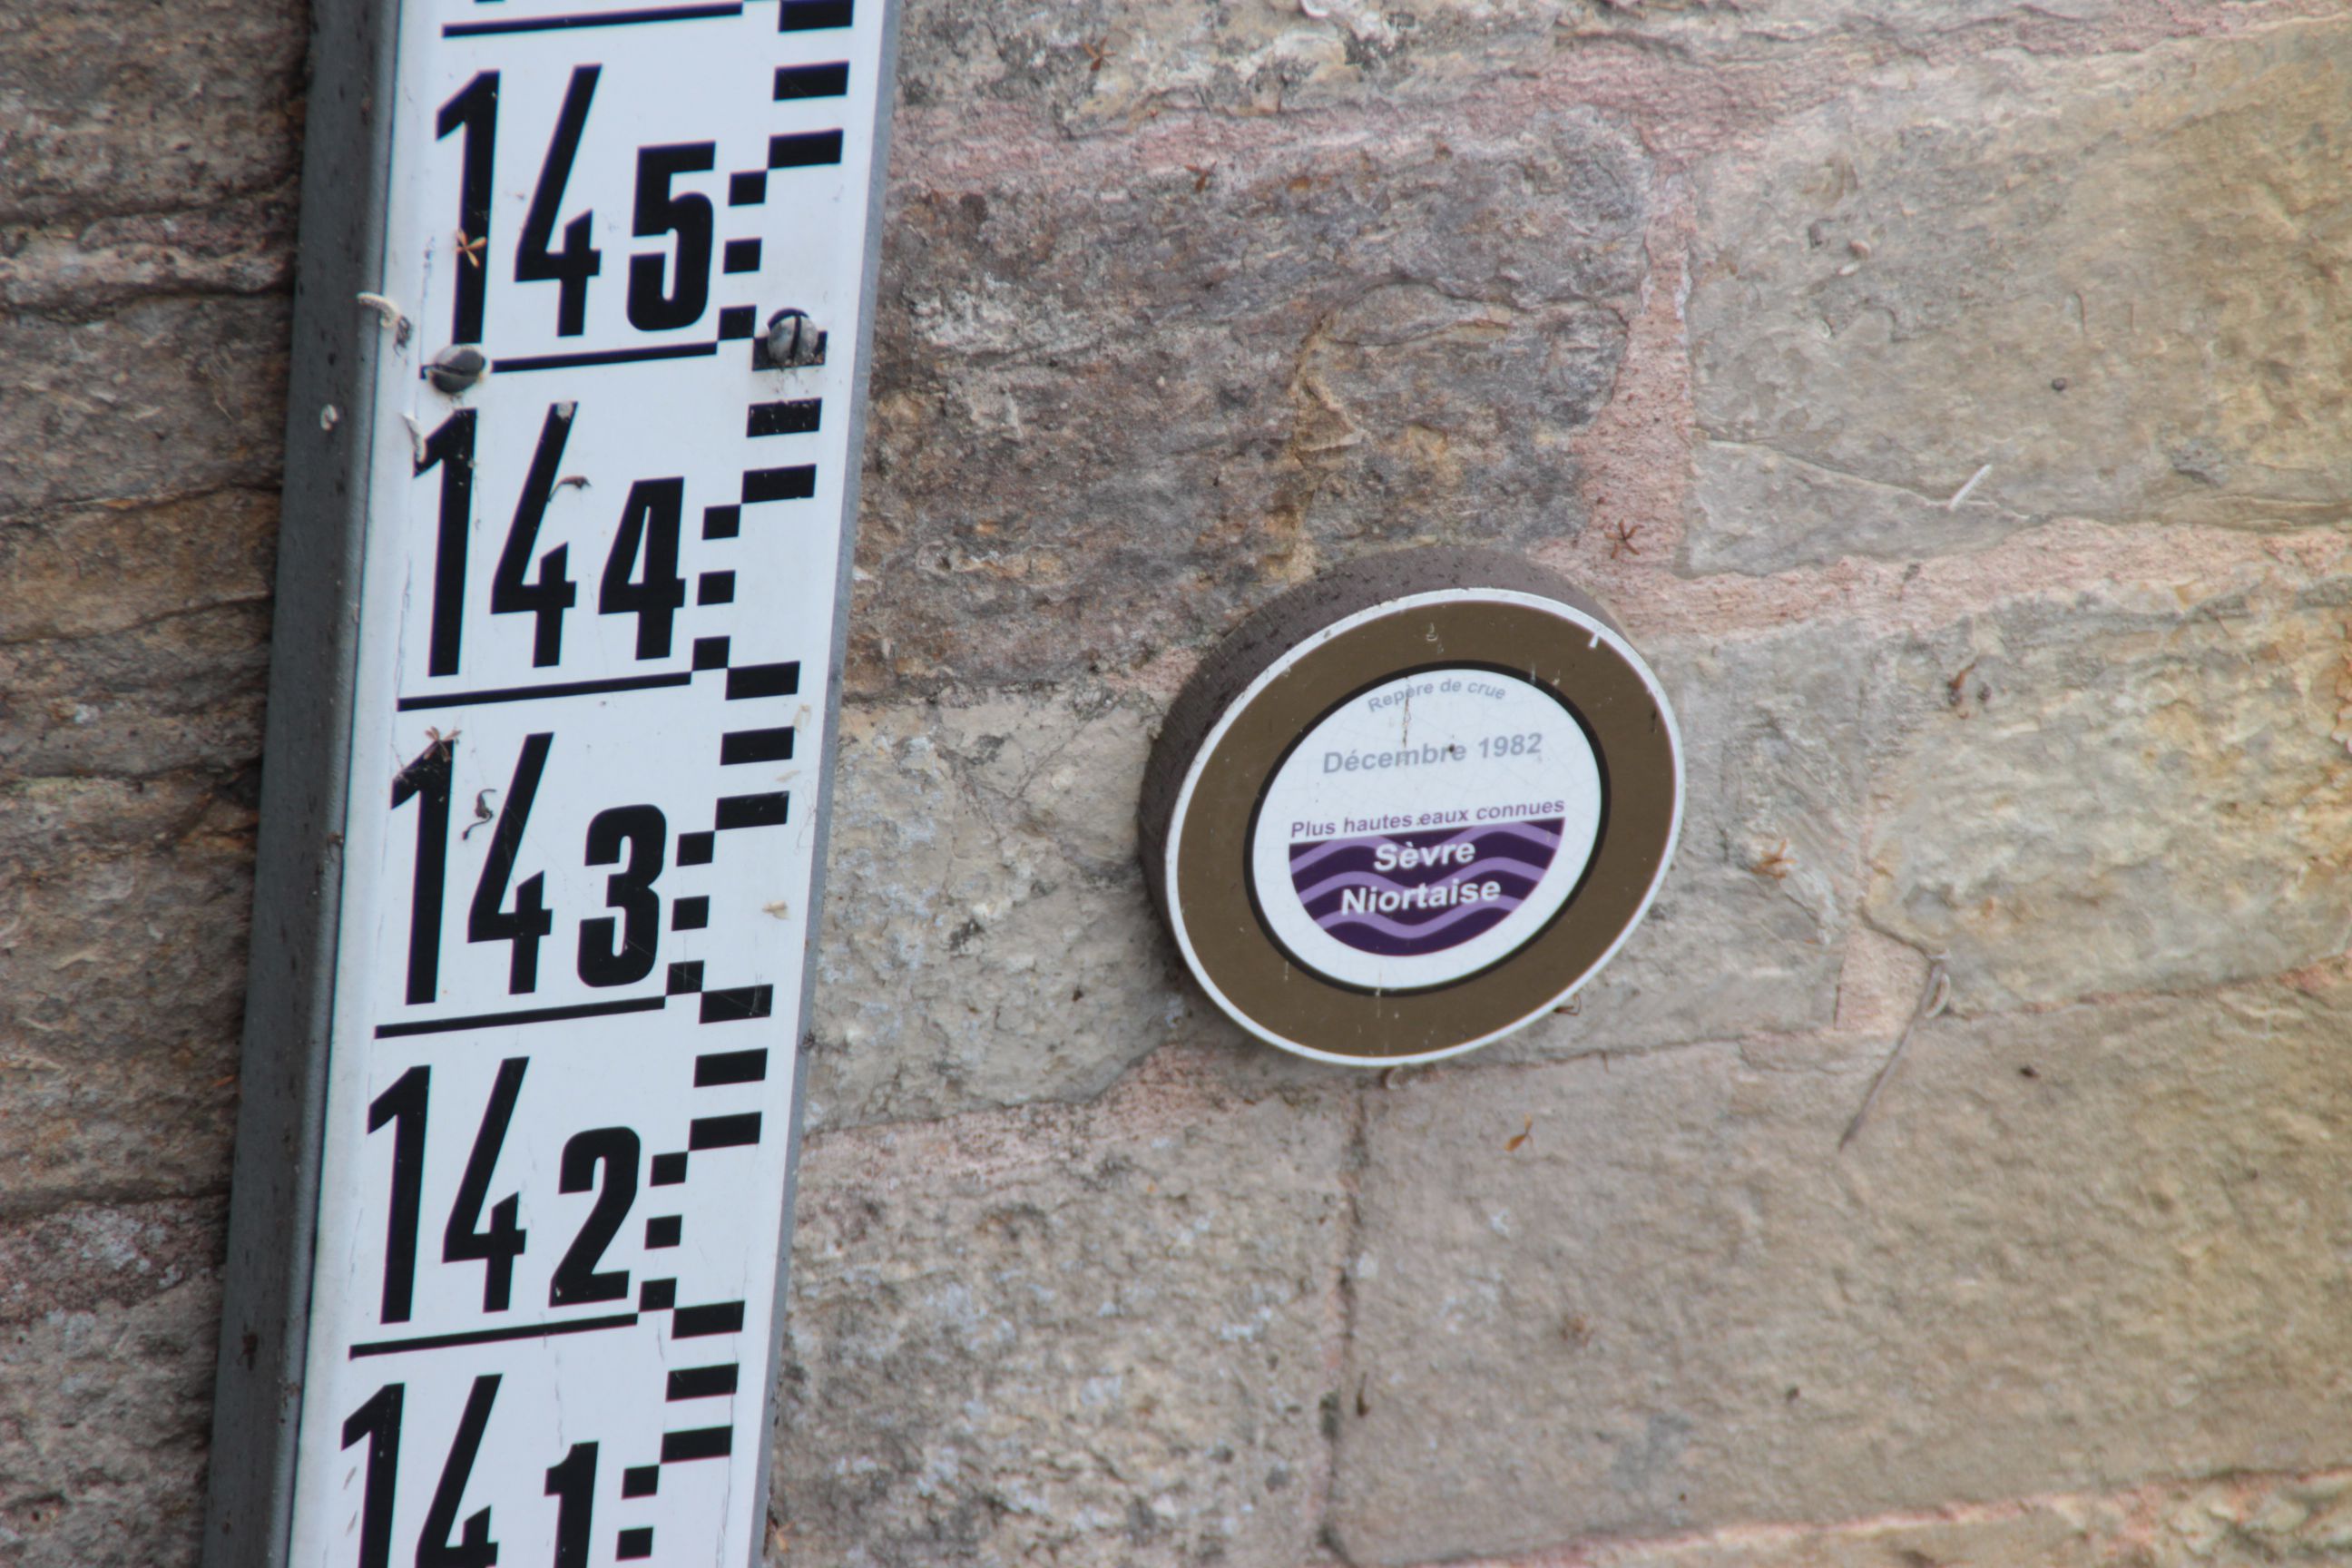 145
144
143
142
141
Repère de crue
Décembre 1982
Plus hautes eaux connues
Sèvre
Niortaise